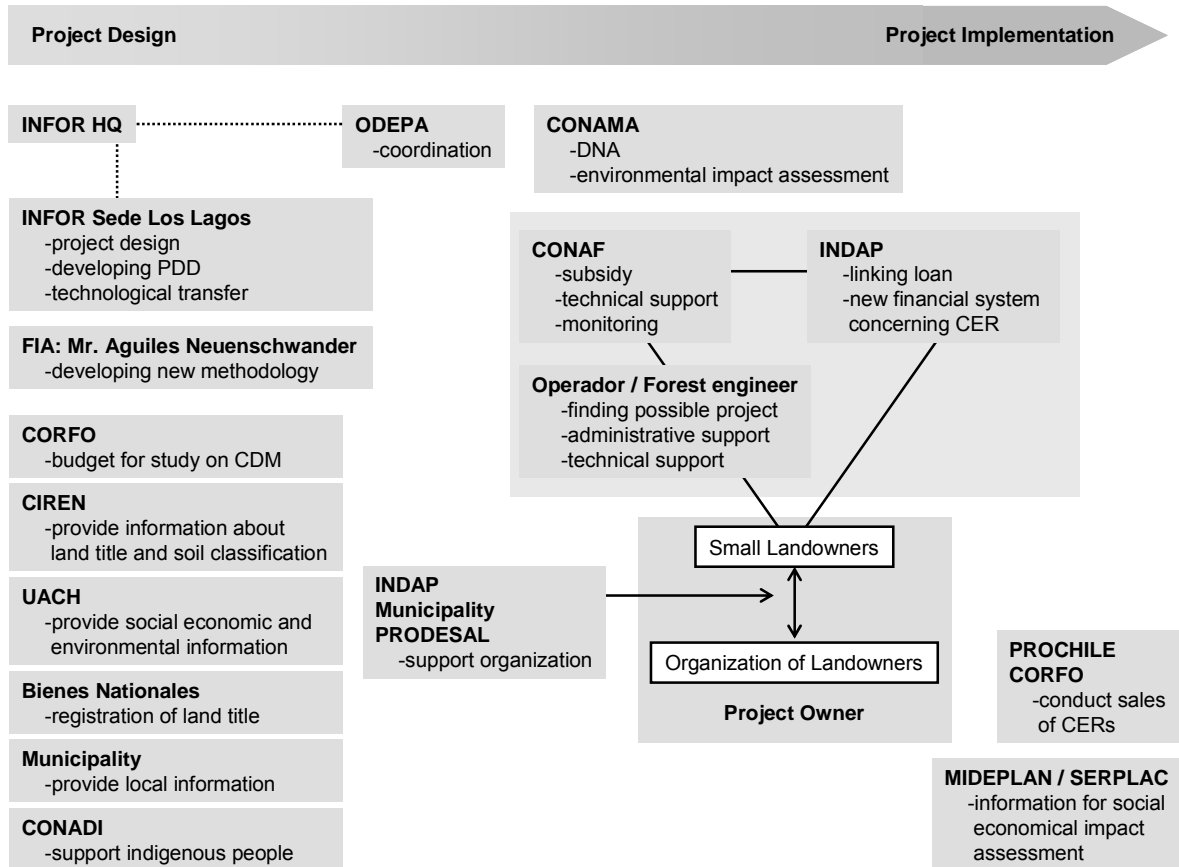 Project Design
Project Implementation
INFOR HQ
ODEPA
-coordination
CONAMA
-DNA
-environmental impact assessment
INFOR Sede Los Lagos
-project design
-developing PDD
-technological transfer
CONAF
-subsidy
-technical support
-monitoring
INDAP
-linking loan
-new financial system
concerning CER
FIA: Mr. Aguiles Neuenschwander
-developing new methodology
Operador / Forest engineer
-finding possible project
-administrative support
-technical support
CORFO
-budget for study on CDM
CIREN
-provide information about
land title and soil classification
UACH
-provide social economic and
environmental information
Bienes Nationales
-registration of land title
Municipality
-provide local information
CONADI
-support indigenous people
INDAP
Municipality
PRODESAL
-support organization
Small Landowners
Organization of Landowners
Project Owner
PROCHILE
CORFO
-conduct sales
of CERs
MIDEPLAN / SERPLAC
-information for social
economical impact
assessment